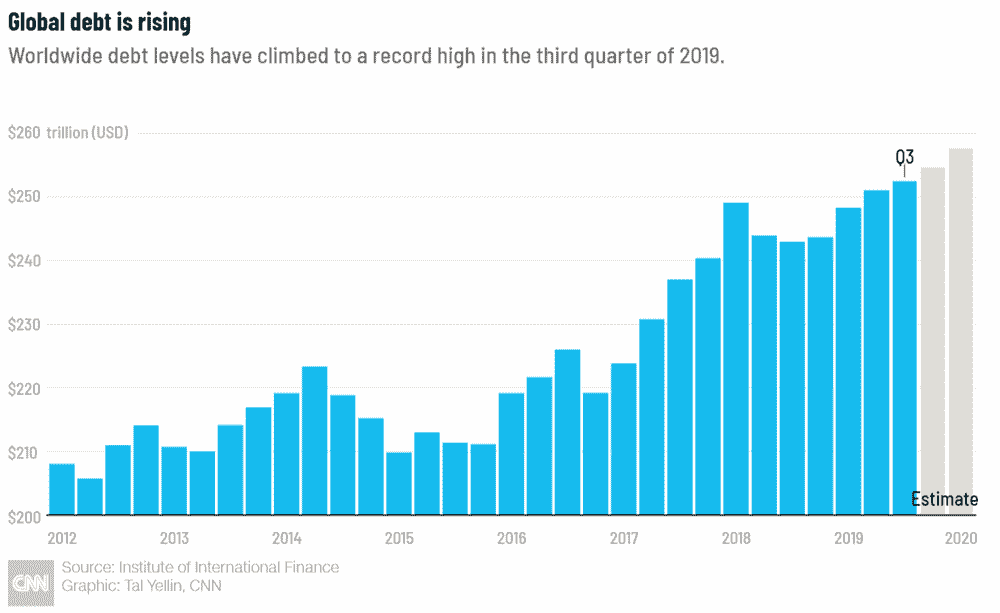 Global debt is rising
Worldwide debt levels have climbed to a record high in the third quarter of 2019.
$260 trillion (USD)
Q3
$250
$240
$230
$220
$210
Estimate
$200
2012 2013 2014 2015 2016 2017 2018 2019 2020
CNN
Source: Institute of International Finance
Graphic: Tal Yellin, CNN